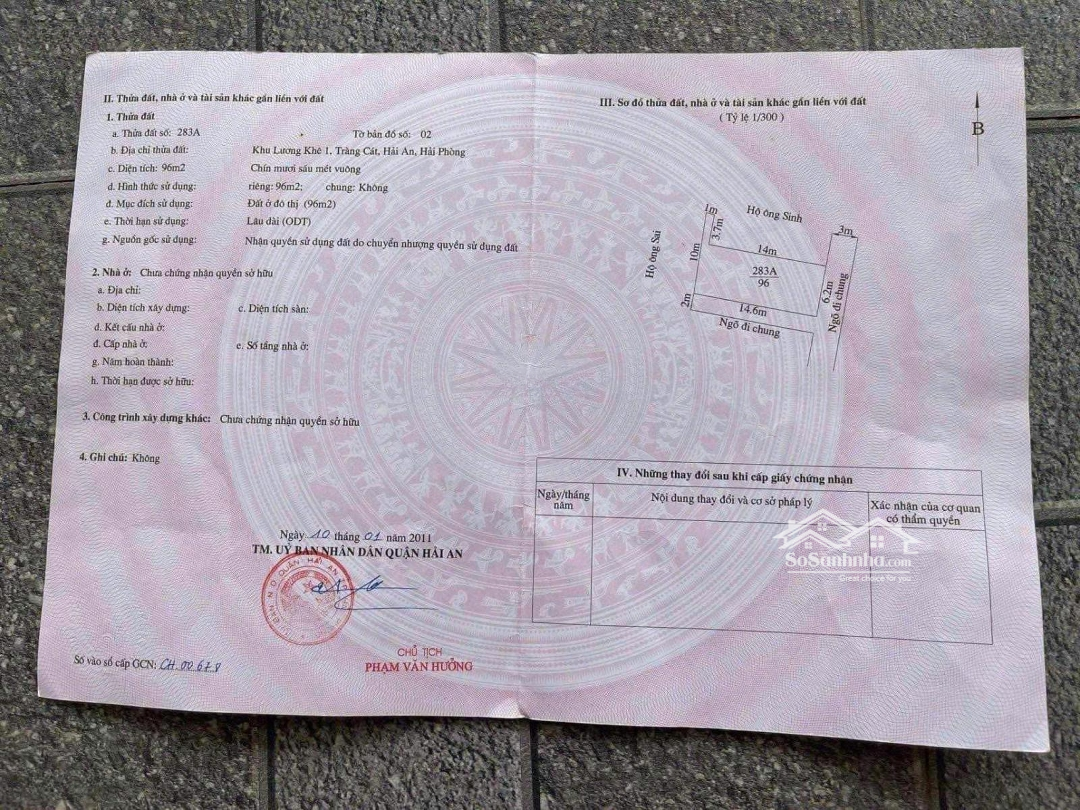 II. Thửa đất, nhà ở và tài sản khác gắn liền với đất
1. Thửa đất
a. Thửa đất số: 283A Tờ bản đồ số: 02
b. Địa chỉ thửa đất: Khu Lương Khê 1, Tràng Cát, Hải An, Hải Phòng
c. Diện tích: 96m2 Chín mươi sáu mét vuông
d. Hình thức sử dụng: riêng: 96m2; chung: Không
đ. Mục đích sử dụng: Đất ở đô thị (96m2)
e. Thời hạn sử dụng: Lâu dài (ODT)
g. Nguồn gốc sử dụng: Nhận quyền sử dụng đất do chuyển nhượng quyền sử dụng đất
2. Nhà ở: Chưa chứng nhận quyền sở hữu
a. Địa chỉ:
b. Diện tích xây dựng: c. Diện tích sàn:
d. Kết cấu nhà ở:
đ. Cấp nhà ở: e. Số tầng nhà ở:
g. Năm hoàn thành:
h. Thời hạn được sở hữu:
3. Công trình xây dựng khác: Chưa chứng nhận quyền sở hữu
4. Ghi chú: Không
Ngày 10 tháng 01 năm 2011
TM. UỶ BAN NHÂN DÂN QUẬN HẢI AN
CHỦ TỊCH
PHẠM VĂN HƯỞNG
Số vào sổ cấp GCN: CH 00678
III. Sơ đồ thửa đất, nhà ở và tài sản khác gắn liền với đất
( Tỷ lệ 1/300 )
B
1m
Hộ ông Sinh
3.7m
3m
Hộ ông Sai
10m
14m
283A
96
6.2m
Ngõ đi chung
2m
14.6m
Ngõ đi chung
IV. Những thay đổi sau khi cấp giấy chứng nhận
Ngày/tháng
năm
Nội dung thay đổi và cơ sở pháp lý
Xác nhận của cơ quan
có thẩm quyền
SoSanhnha.com
Great choice for you